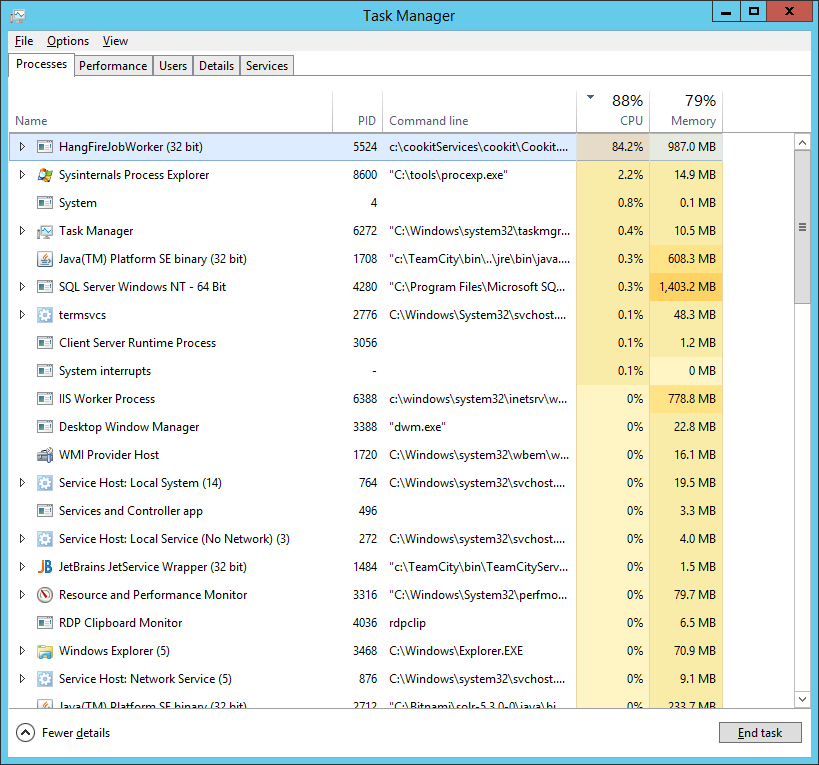 Task Manager
File Options View
Processes Performance Users Details Services
88% 79%
Name PID Command line CPU Memory
HangFireJobWorker (32 bit) 5524 c:\cookitServices\cookit\Cookit.... 84.2% 987.0 MB
Sysinternals Process Explorer 8600 "C:\tools\procexp.exe" 2.2% 14.9 MB
System 4 0.8% 0.1 MB
Task Manager 6272 "C:\Windows\system32\taskmgr... 0.4% 10.5 MB
Java(TM) Platform SE binary (32 bit) 1708 "c:\TeamCity\bin\..\jre\bin\java.... 0.3% 608.3 MB
SQL Server Windows NT - 64 Bit 4280 "C:\Program Files\Microsoft SQ... 0.3% 1,403.2 MB
termsvcs 2776 C:\Windows\System32\svchost.... 0.1% 48.3 MB
Client Server Runtime Process 3056 0.1% 1.2 MB
System interrupts - 0.1% 0 MB
IIS Worker Process 6388 c:\windows\system32\inetsrv\w... 0% 778.8 MB
Desktop Window Manager 3388 "dwm.exe" 0% 22.8 MB
WMI Provider Host 1720 C:\Windows\system32\wbem\w... 0% 16.1 MB
Service Host: Local System (14) 764 C:\Windows\system32\svchost.... 0% 19.5 MB
Services and Controller app 496 0% 3.3 MB
Service Host: Local Service (No Network) (3) 272 C:\Windows\system32\svchost.... 0% 4.0 MB
JetBrains JetService Wrapper (32 bit) 1484 "c:\TeamCity\bin\TeamCityServ... 0% 1.5 MB
Resource and Performance Monitor 3316 "C:\Windows\System32\perfmo... 0% 79.7 MB
RDP Clipboard Monitor 4036 rdpclip 0% 6.5 MB
Windows Explorer (5) 3468 C:\Windows\Explorer.EXE 0% 70.9 MB
Service Host: Network Service (5) 876 C:\Windows\system32\svchost.... 0% 9.1 MB
Java(TM) Platform SE binary (32 bit) 2712 "C:\Bitnami\solr-5.3.0-0\java\bi... 0% 233.7 MB
Fewer details End task